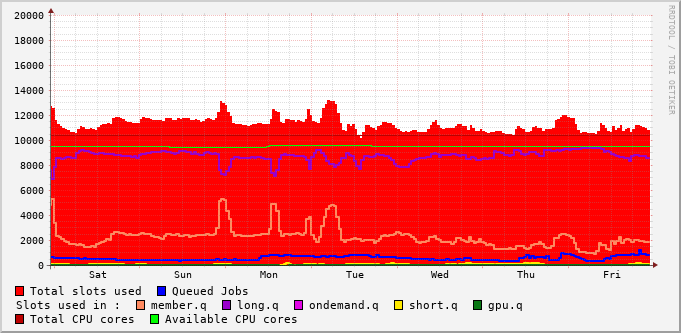 20000
18000
16000
14000
12000
10000
8000
6000
4000
2000
0
Sat Sun Mon Tue Wed Thu Fri
RRDTOOL / TOBI OETIKER
Total slots used Queued Jobs
Slots used in : member.q long.q ondemand.q short.q gpu.q
Total CPU cores Available CPU cores